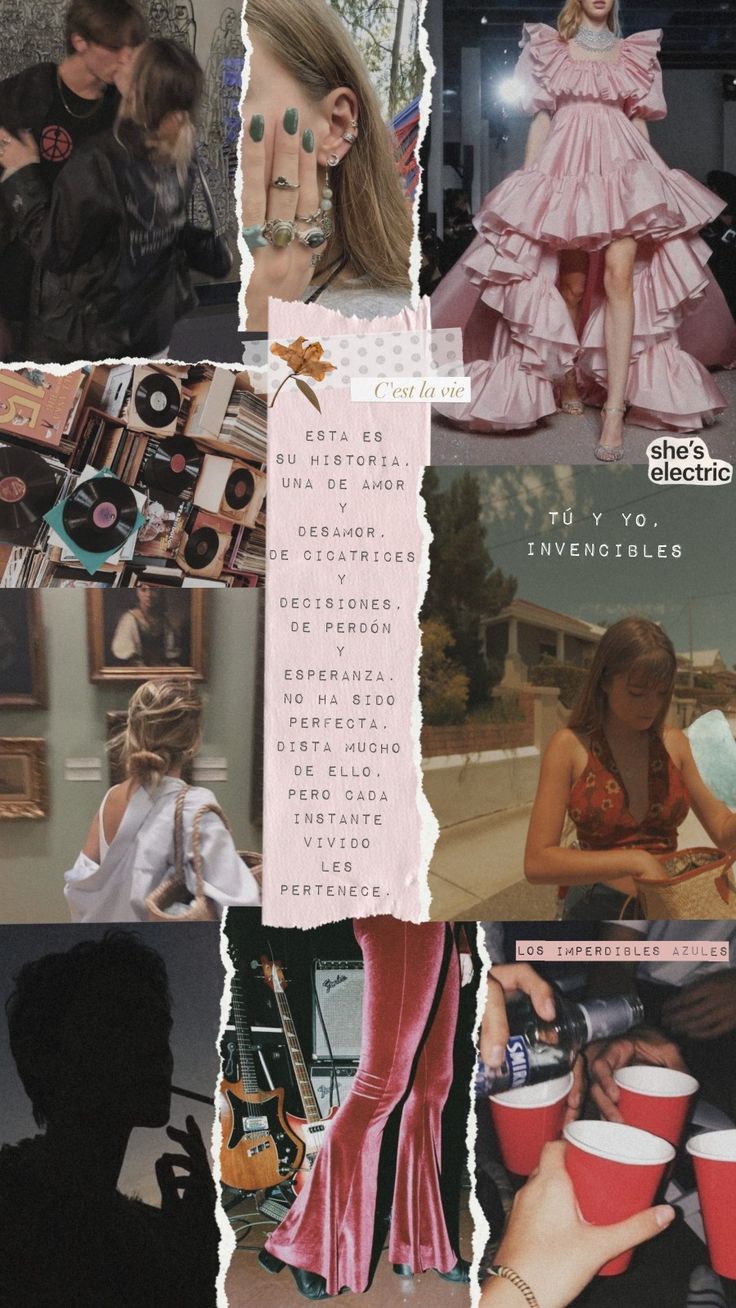 C'est la vie
ESTA ES
SU HISTORIA,
UNA DE AMOR
Y
DESAMOR,
DE CICATRICES
Y
DECISIONES,
DE PERDÓN
Y
ESPERANZA.
NO HA SIDO
PERFECTA,
DISTA MUCHO
DE ELLO,
PERO CADA
INSTANTE
VIVIDO
LES
PERTENECE.
she's
electric
TÚ Y YO,
INVENCIBLES
LOS IMPERDIBLES AZULES
Fender
SMIRN